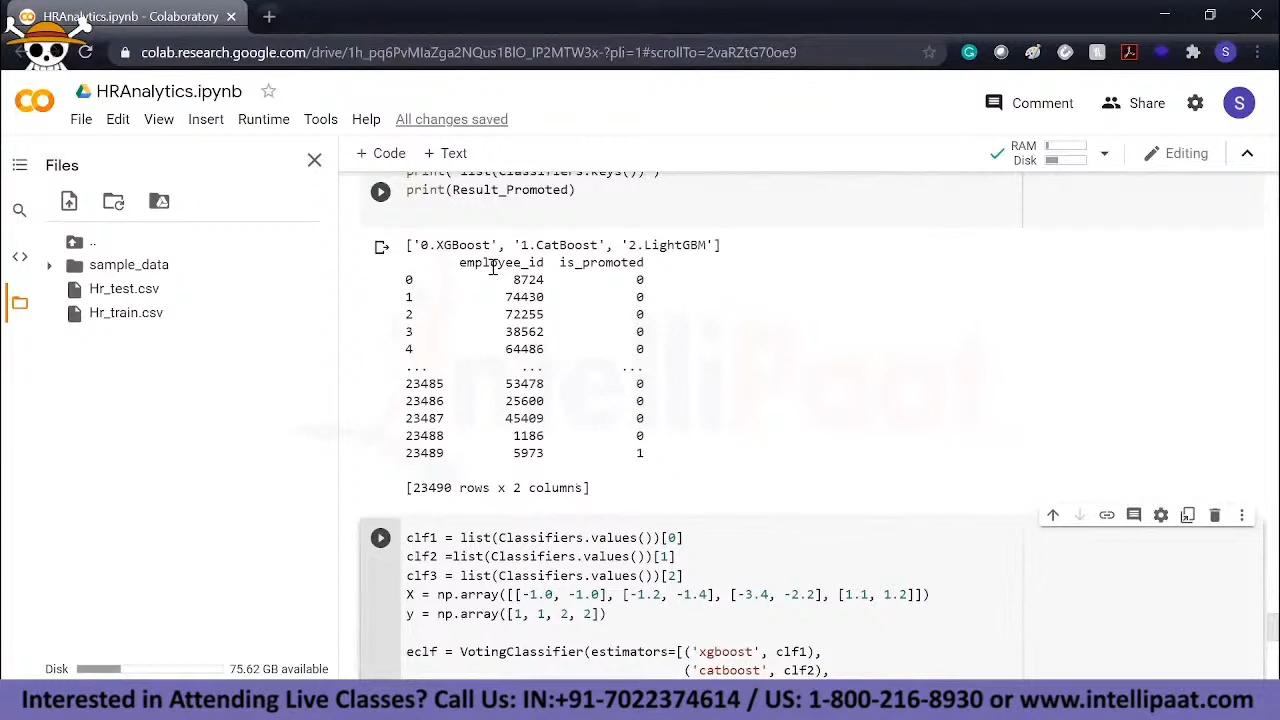 HRAnalytics.ipynb - Colaboratory
colab.research.google.com/drive/1h_pq6PvMIaZga2NOus1BIO_IP2MTW3x-?pli=1#scrollTo=2vaRZtG70oe9
S
HRAnalytics.ipynb
Comment
Share
S
File Edit View Insert Runtime Tools Help All changes saved
Files
+ Code + Text
RAM
Disk
Editing
print( list(Classifiers.keys()) )
print(Result_Promoted)
..
sample_data
Hr_test.csv
Hr_train.csv
['0.XGBoost', '1.CatBoost', '2.LightGBM']
employee_id is_promoted
0 8724 0
1 74430 0
2 72255 0
3 38562 0
4 64486 0
... ... ...
23485 53478 0
23486 25600 0
23487 45409 0
23488 1186 0
23489 5973 1
[23490 rows x 2 columns]
IntelliPaat
clf1 = list(Classifiers.values())[0]
clf2 =list(Classifiers.values())[1]
clf3 = list(Classifiers.values())[2]
X = np.array([[-1.0, -1.0], [-1.2, -1.4], [-3.4, -2.2], [1.1, 1.2]])
y = np.array([1, 1, 2, 2])
eclf = VotingClassifier(estimators=[('xgboost', clf1),
('catboost', clf2),
Disk 75.62 GB available
Interested in Attending Live Classes? Call Us: IN:+91-7022374614 / US: 1-800-216-8930 or www.intellipaat.com